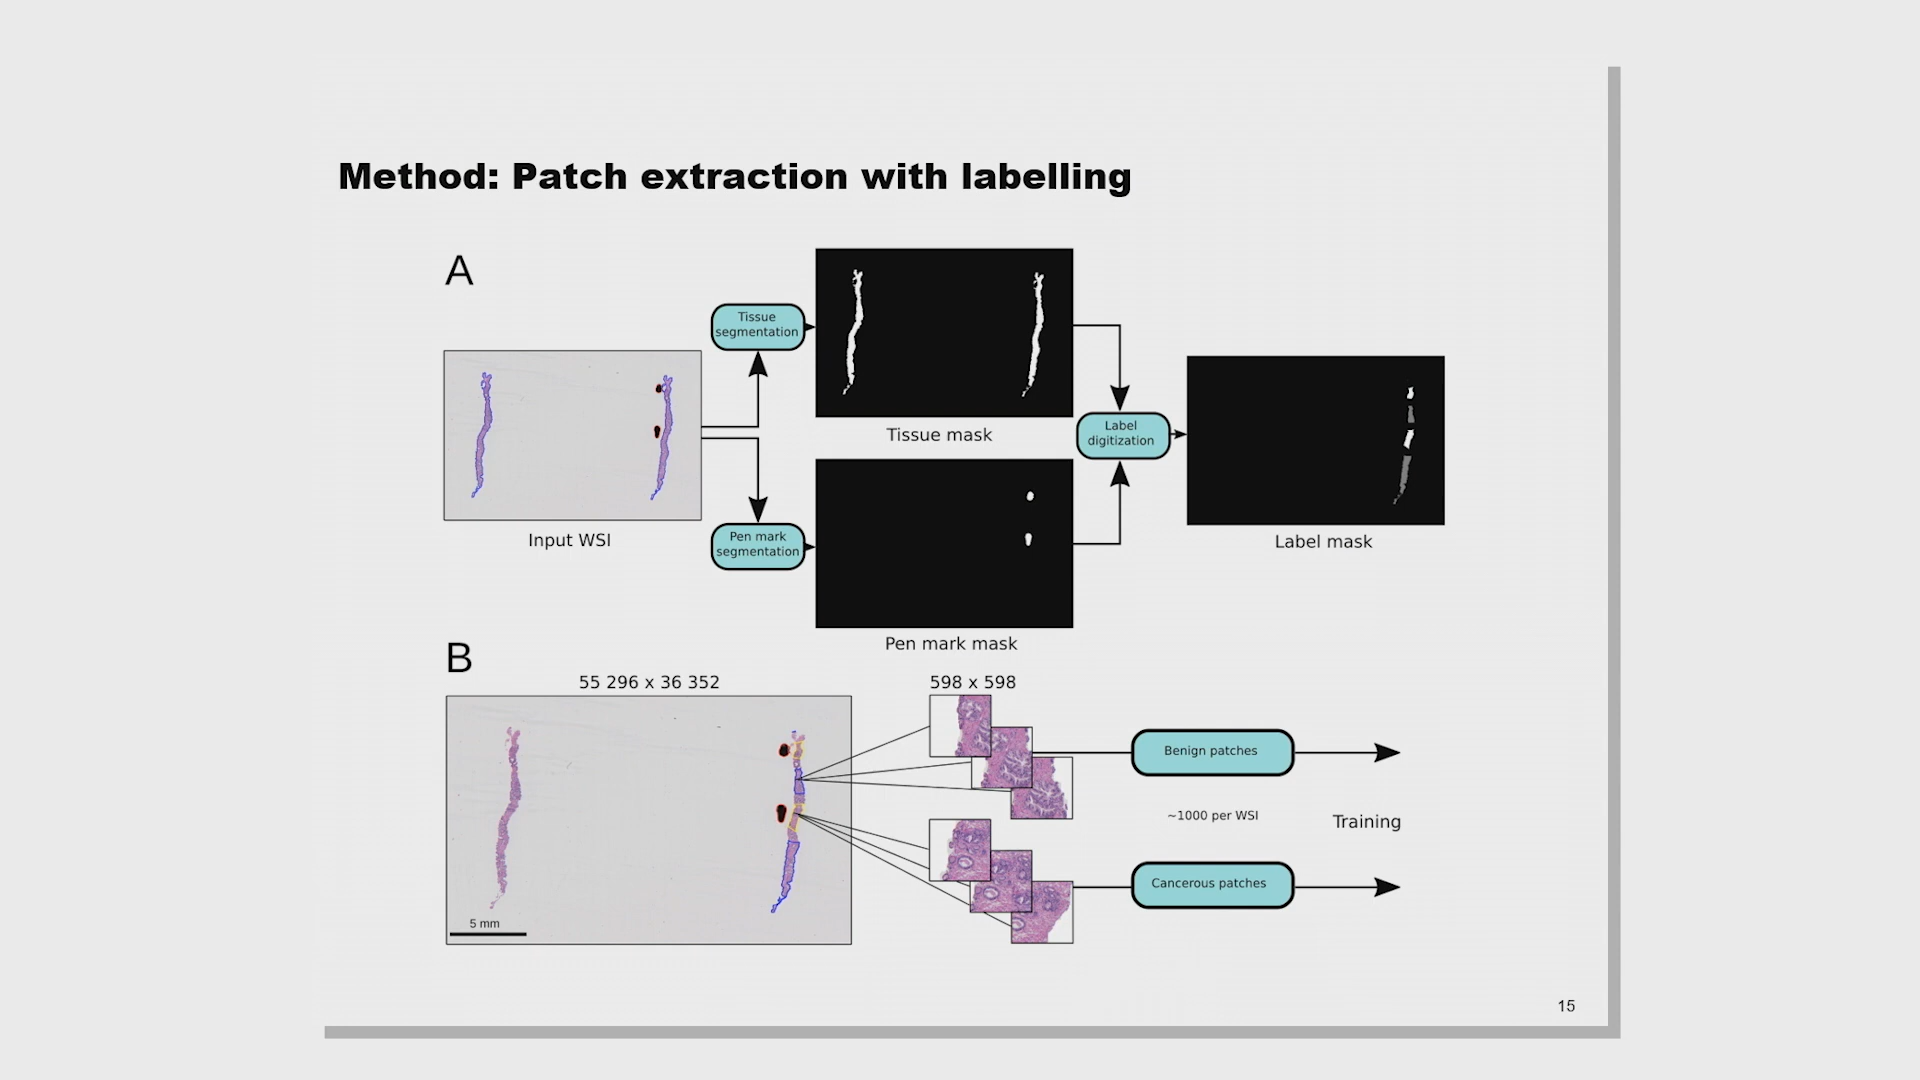 Method: Patch extraction with labelling
A
Tissue
segmentation
Input WSI
Pen mark
segmentation
Tissue mask
Pen mark mask
Label
digitization
Label mask
B
55 296 x 36 352
598 x 598
5 mm
Benign patches
~1000 per WSI
Training
Cancerous patches
15